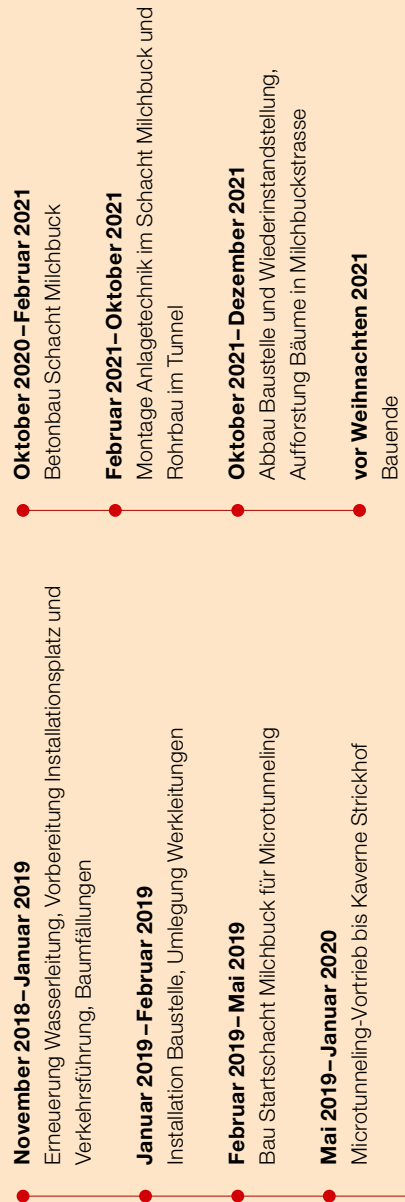 November 2018–Januar 2019
Erneuerung Wasserleitung, Vorbereitung Installationsplatz und
Verkehrsführung, Baumfällungen
Januar 2019–Februar 2019
Installation Baustelle, Umlegung Werkleitungen
Februar 2019–Mai 2019
Bau Startschacht Milchbuck für Microtunneling
Mai 2019–Januar 2020
Microtunneling-Vortrieb bis Kaverne Strickhof
Oktober 2020–Februar 2021
Betonbau Schacht Milchbuck
Februar 2021–Oktober 2021
Montage Anlagetechnik im Schacht Milchbuck und
Rohrbau im Tunnel
Oktober 2021–Dezember 2021
Abbau Baustelle und Wiederinstandstellung,
Aufforstung Bäume in Milchbuckstrasse
vor Weihnachten 2021
Bauende